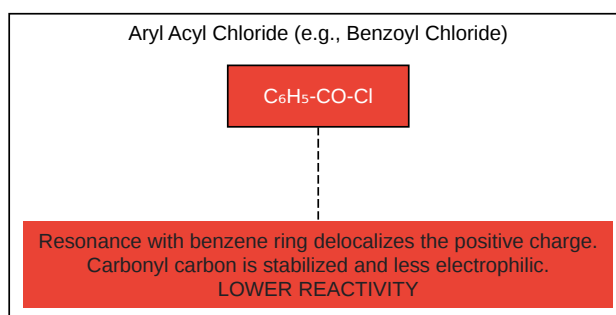 Aryl Acyl Chloride (e.g., Benzoyl Chloride)
C₆H₅-CO-Cl
Resonance with benzene ring delocalizes the positive charge.
Carbonyl carbon is stabilized and less electrophilic.
LOWER REACTIVITY